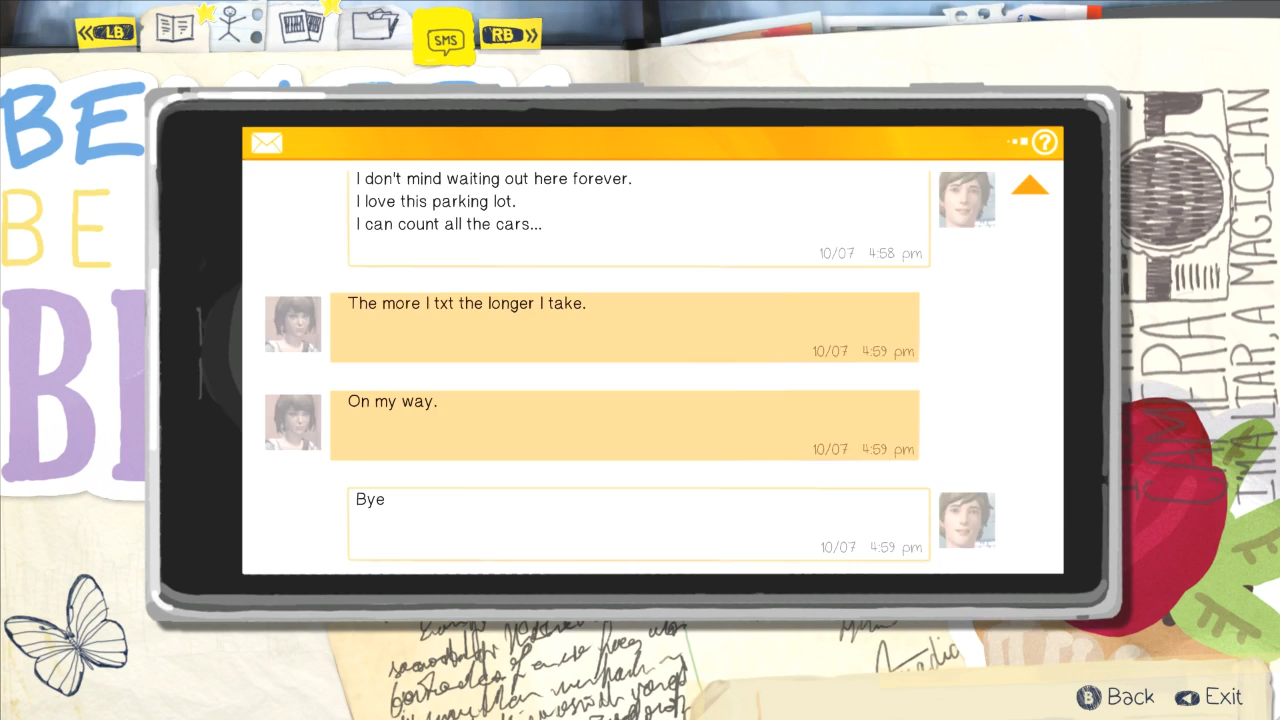 LB
SMS
RB
BE
BE
I don't mind waiting out here forever.
I love this parking lot.
I can count all the cars...
10/07 4:58 pm
The more I txt the longer I take.
10/07 4:59 pm
On my way.
10/07 4:59 pm
Bye
10/07 4:59 pm
CAMERA
I'M A LIAR, A MAGICIAN
B Back
Exit